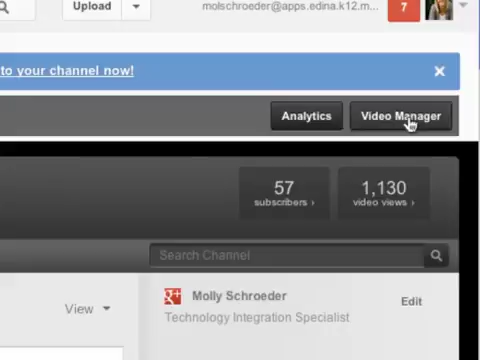 Upload
molschroeder@apps.edina.k12.m...
7
to your channel now!
Analytics
Video Manager
57
subscribers ›
1,130
video views ›
Search Channel
g+
Molly Schroeder
Edit
View
Technology Integration Specialist